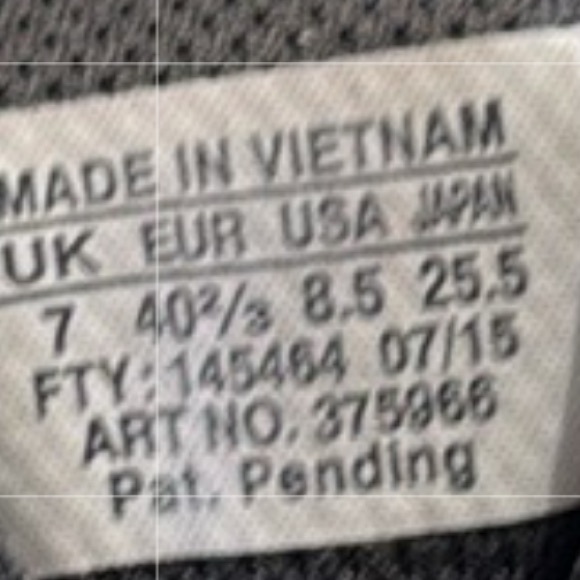 MADE IN VIETNAM
UK EUR USA JAPAN
7 40²/₃ 8.5 25.5
FTY:145464 07/15
ART NO. 375966
Pat. Pending